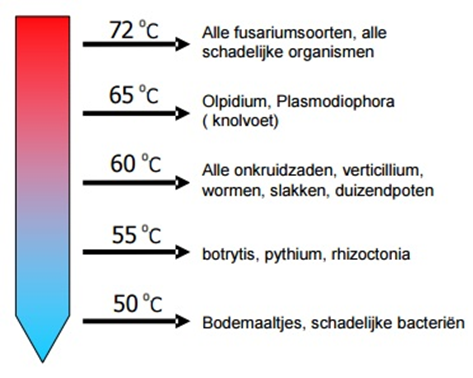 72 °C
Alle fusariumsoorten, alle
schadelijke organismen
65 °C
Olpidium, Plasmodiophora
( knolvoet)
60 °C
Alle onkruidzaden, verticillium,
wormen, slakken, duizendpoten
55 °C
botrytis, pythium, rhizoctonia
50 °C
Bodemaaltjes, schadelijke bacteriën